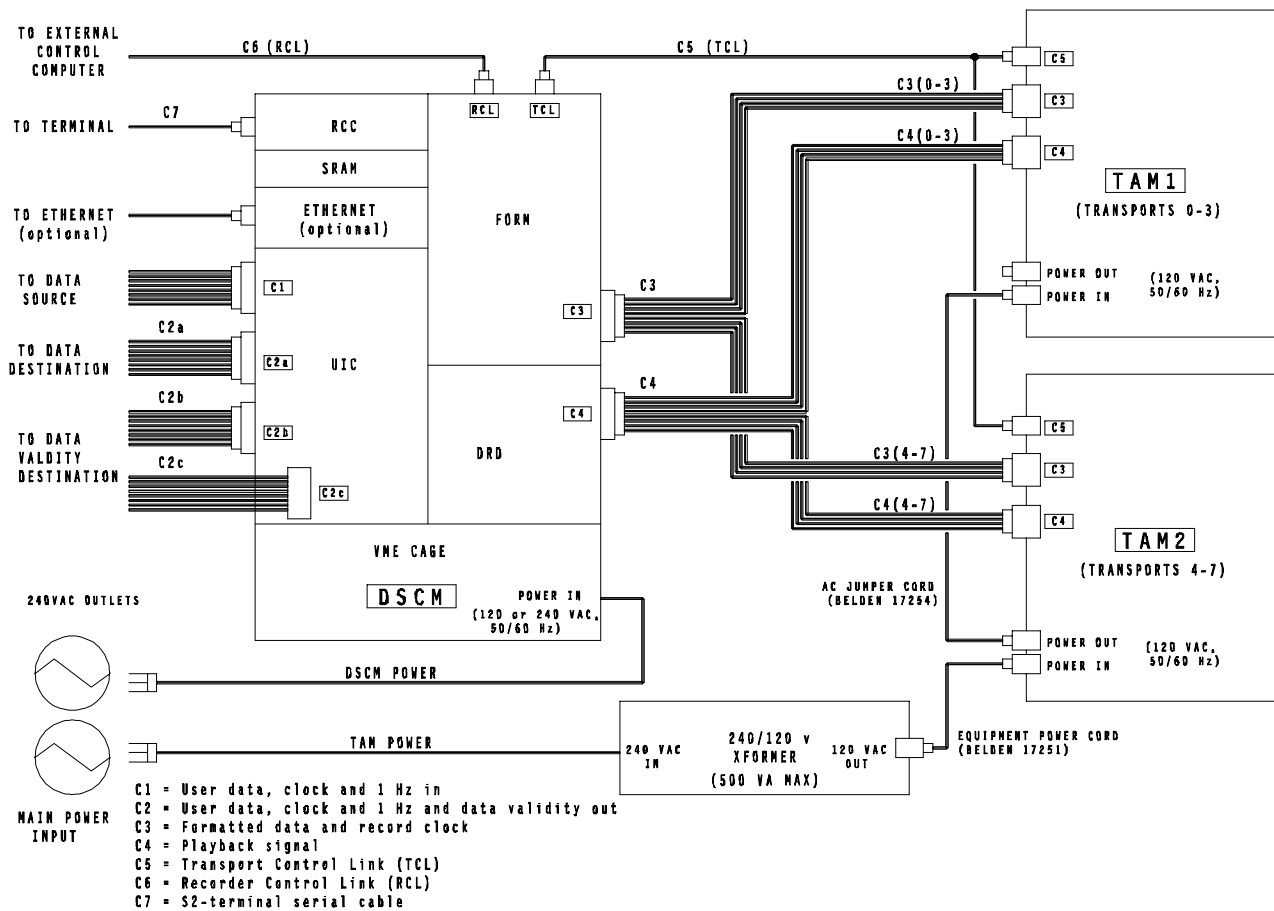 TO EXTERNAL
CONTROL
COMPUTER
C6 (RCL)
C5 (TCL)
C5
C3(0-3)
C3
RCL
TCL
C7
TO TERMINAL
RCC
C4(0-3)
C4
SRAM
TAM1
(TRANSPORTS 0-3)
TO ETHERNET
(optional)
ETHERNET
(optional)
FORM
TO DATA
SOURCE
C1
C3
C3
POWER OUT
POWER IN
(120 VAC,
50/60 Hz)
C2a
TO DATA
DESTINATION
C2a
UIC
C2b
C4
C4
C2b
TO DATA
VALDITY
DESTINATION
C2c
C2c
DRD
C5
C3(4-7)
C3
C4(4-7)
C4
TAM2
(TRANSPORTS 4-7)
VME CAGE
DSCM
POWER IN
(120 or 240 VAC,
50/60 Hz)
AC JUMPER CORD
(BELDEN 17254)
240VAC OUTLETS
POWER OUT
POWER IN
(120 VAC,
50/60 Hz)
DSCM POWER
TAM POWER
240 VAC
IN
240/120 v
XFORMER
(500 VA MAX)
120 VAC
OUT
EQUIPMENT POWER CORD
(BELDEN 17251)
MAIN POWER
INPUT
C1 = User data, clock and 1 Hz in
C2 = User data, clock and 1 Hz and data validity out
C3 = Formatted data and record clock
C4 = Playback signal
C5 = Transport Control Link (TCL)
C6 = Recorder Control Link (RCL)
C7 = S2-terminal serial cable